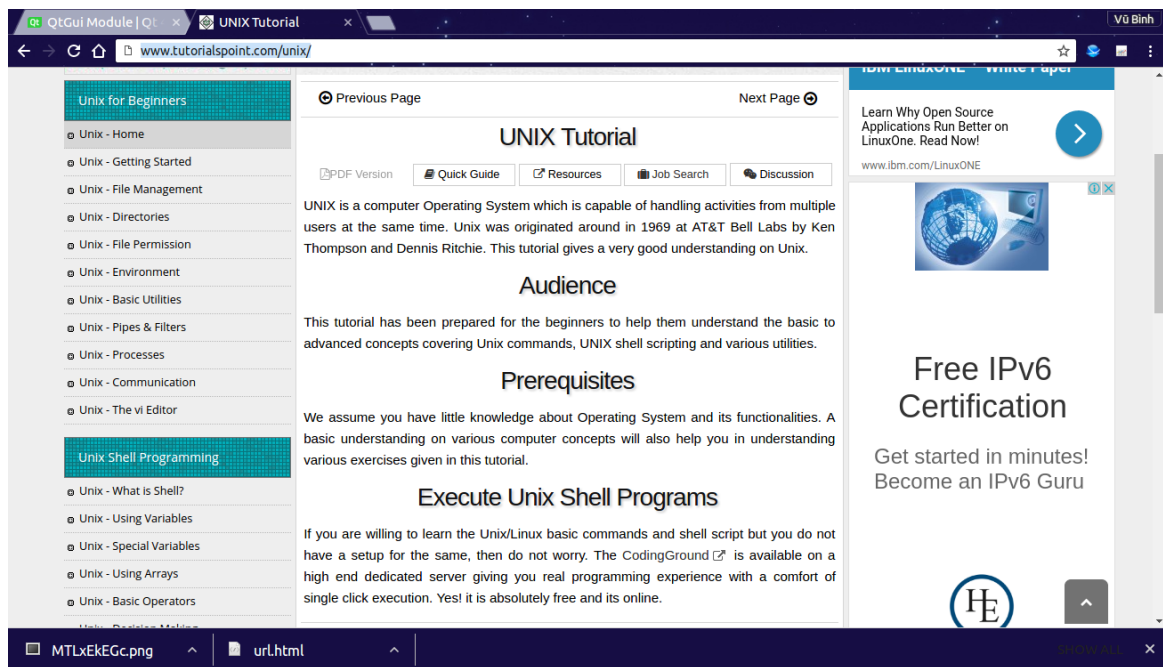 QtGui Module | Qt
UNIX Tutorial
Vũ Bình
www.tutorialspoint.com/unix/
Unix for Beginners
Unix - Home
Unix - Getting Started
Unix - File Management
Unix - Directories
Unix - File Permission
Unix - Environment
Unix - Basic Utilities
Unix - Pipes & Filters
Unix - Processes
Unix - Communication
Unix - The vi Editor
Unix Shell Programming
Unix - What is Shell?
Unix - Using Variables
Unix - Special Variables
Unix - Using Arrays
Unix - Basic Operators
Unix - Decision Making
Previous Page
Next Page
UNIX Tutorial
PDF Version
Quick Guide
Resources
Job Search
Discussion
UNIX is a computer Operating System which is capable of handling activities from multiple
users at the same time. Unix was originated around in 1969 at AT&T Bell Labs by Ken
Thompson and Dennis Ritchie. This tutorial gives a very good understanding on Unix.
Audience
This tutorial has been prepared for the beginners to help them understand the basic to
advanced concepts covering Unix commands, UNIX shell scripting and various utilities.
Prerequisites
We assume you have little knowledge about Operating System and its functionalities. A
basic understanding on various computer concepts will also help you in understanding
various exercises given in this tutorial.
Execute Unix Shell Programs
If you are willing to learn the Unix/Linux basic commands and shell script but you do not
have a setup for the same, then do not worry. The CodingGround is available on a
high end dedicated server giving you real programming experience with a comfort of
single click execution. Yes! it is absolutely free and its online.
IBM LinuxONE - White Paper
Learn Why Open Source
Applications Run Better on
LinuxOne. Read Now!
www.ibm.com/LinuxONE
Free IPv6
Certification
Get started in minutes!
Become an IPv6 Guru
HE
MTLxEkEGc.png
url.html
SHOW ALL